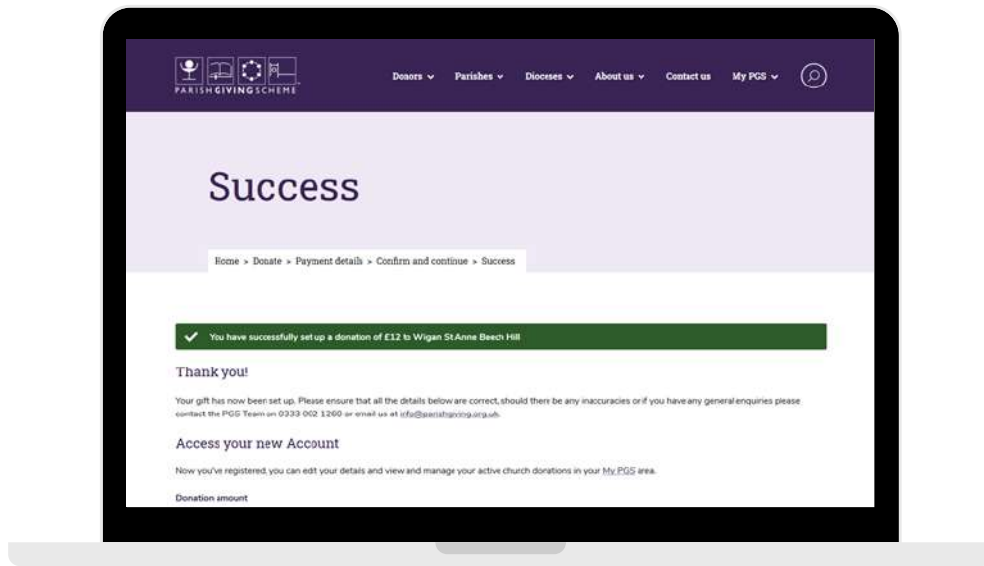 PARISH GIVING SCHEME
Donors Parishes Dioceses About us Contact us My PGS
Success
Home > Donate > Payment details > Confirm and continue > Success
You have successfully set up a donation of £12 to Wigan St Anne Beech Hill
Thank you!
Your gift has now been set up. Please ensure that all the details below are correct, should there be any inaccuracies or if you have any general enquiries please
contact the PGS Team on 0333 002 1260 or email us at info@parishgiving.org.uk.
Access your new Account
Now you've registered, you can edit your details and view and manage your active church donations in your My PGS area.
Donation amount